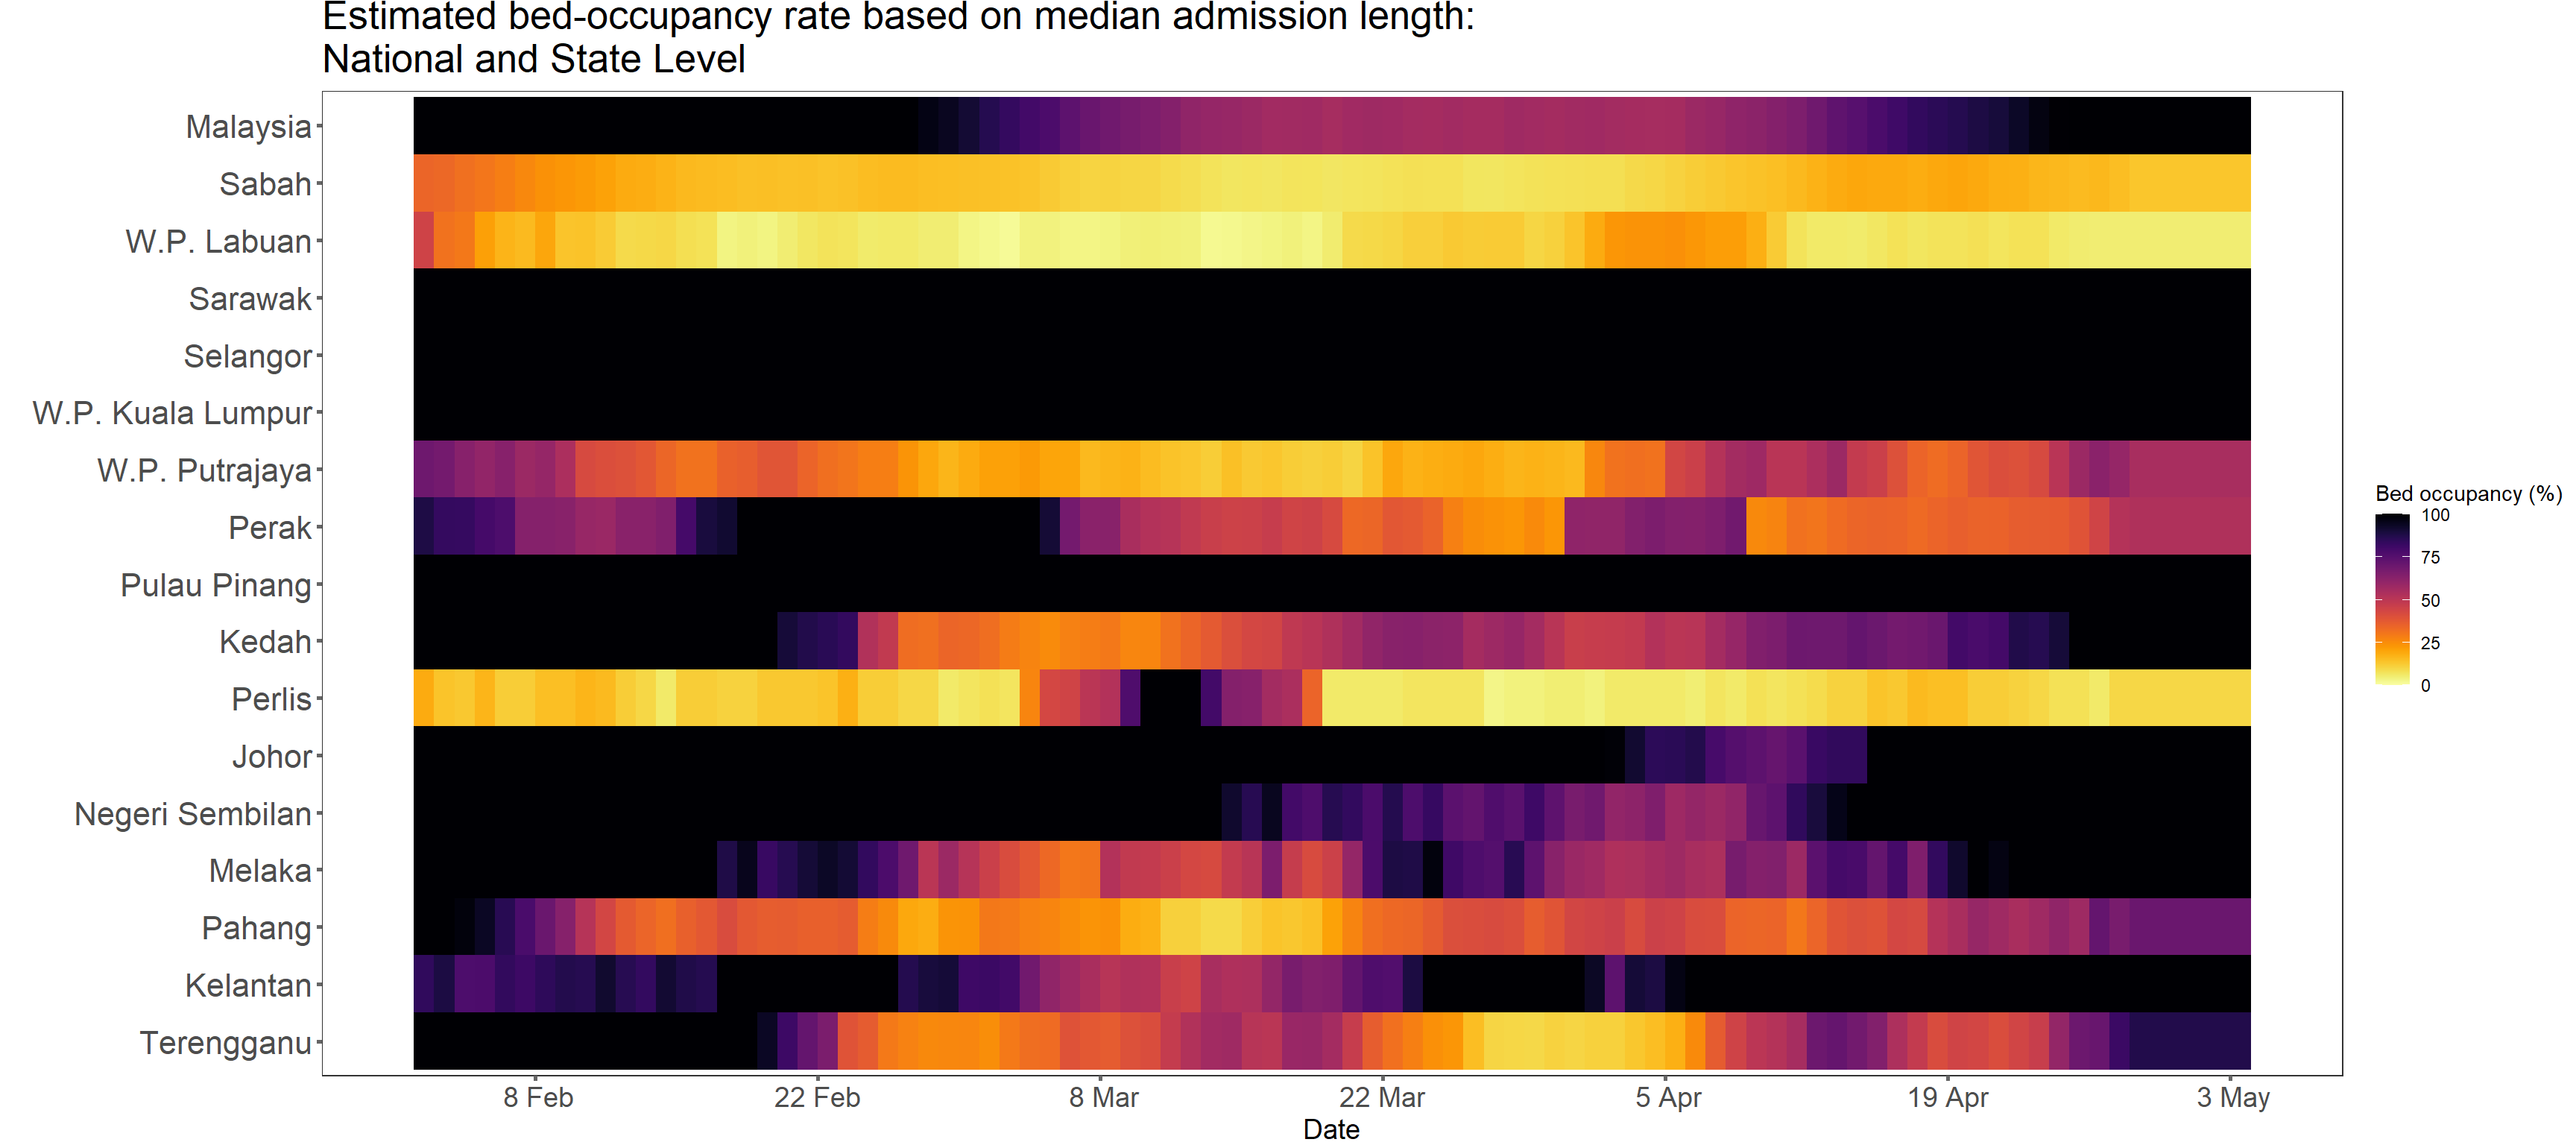 Estimated bed-occupancy rate based on median admission length:
National and State Level
Malaysia
Sabah
W.P. Labuan
Sarawak
Selangor
W.P. Kuala Lumpur
W.P. Putrajaya
Perak
Pulau Pinang
Kedah
Perlis
Johor
Negeri Sembilan
Melaka
Pahang
Kelantan
Terengganu
8 Feb
22 Feb
8 Mar
22 Mar
5 Apr
19 Apr
3 May
Date
Bed occupancy (%)
100
75
50
25
0